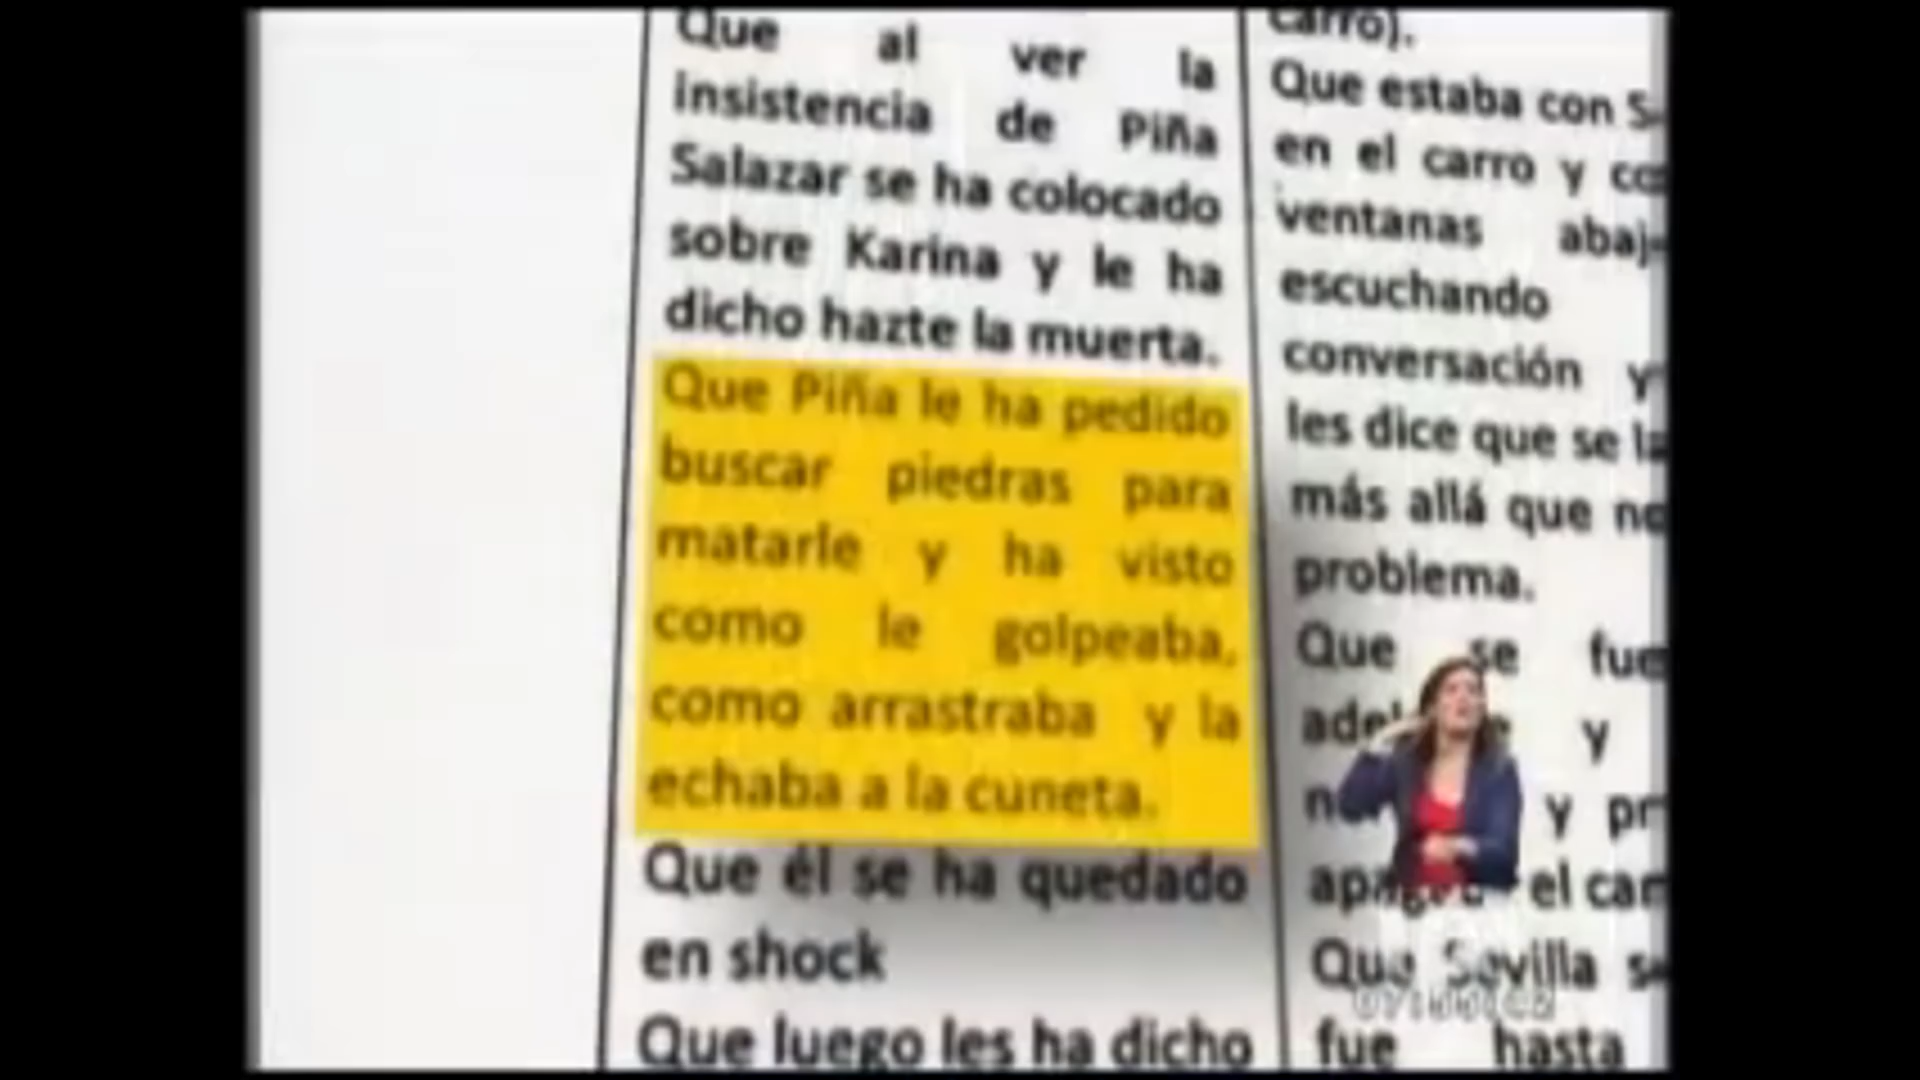 Que al ver la
insistencia de Piña
Salazar se ha colocado
sobre Karina y le ha
dicho hazte la muerta.
Que Piña le ha pedido
buscar piedras para
matarle y ha visto
como le golpeaba,
como arrastraba y la
echaba a la cuneta.
Que él se ha quedado
en shock
Que luego les ha dicho
carro).
Que estaba con
en el carro y
ventanas
escuchando
conversación y
les dice que se
más allá que
problema.
Que se
y
y
el
Que Sevilla
fue hasta